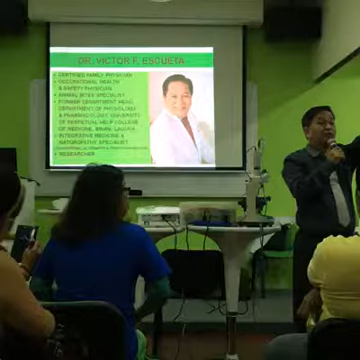 DR. VICTOR F. ESCUETA
CERTIFIED FAMILY PHYSICIAN
OCCUPATIONAL HEALTH
& SAFETY PHYSICIAN
ANIMAL BITES SPECIALIST
FORMER DEPARTMENT HEAD,
DEPARTMENT OF PHYSIOLOGY
& PHARMACOLOGY, UNIVERSITY
OF PERPETUAL HELP COLLEGE
OF MEDICINE, BIÑAN, LAGUNA
INTEGRATIVE MEDICINE &
NATUROPATHY SPECIALIST
RESEARCHER